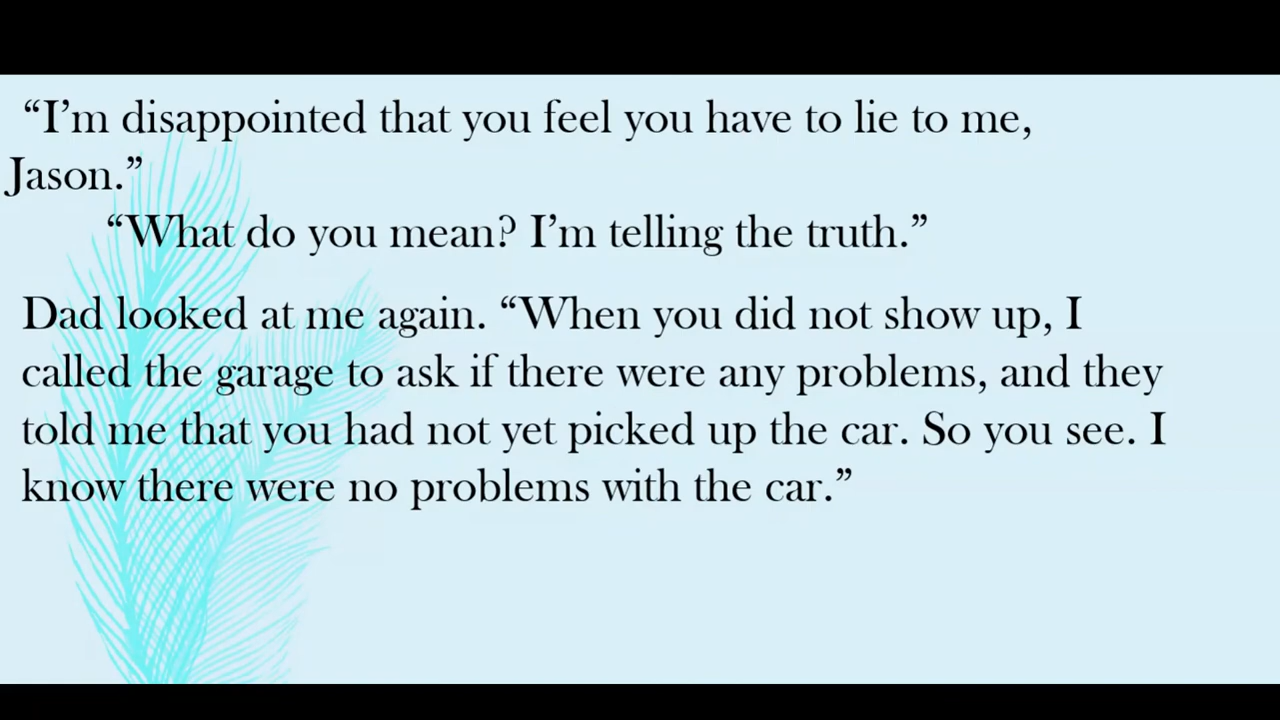 “I’m disappointed that you feel you have to lie to me,
Jason.”
“What do you mean? I’m telling the truth.”
Dad looked at me again. “When you did not show up, I
called the garage to ask if there were any problems, and they
told me that you had not yet picked up the car. So you see. I
know there were no problems with the car.”